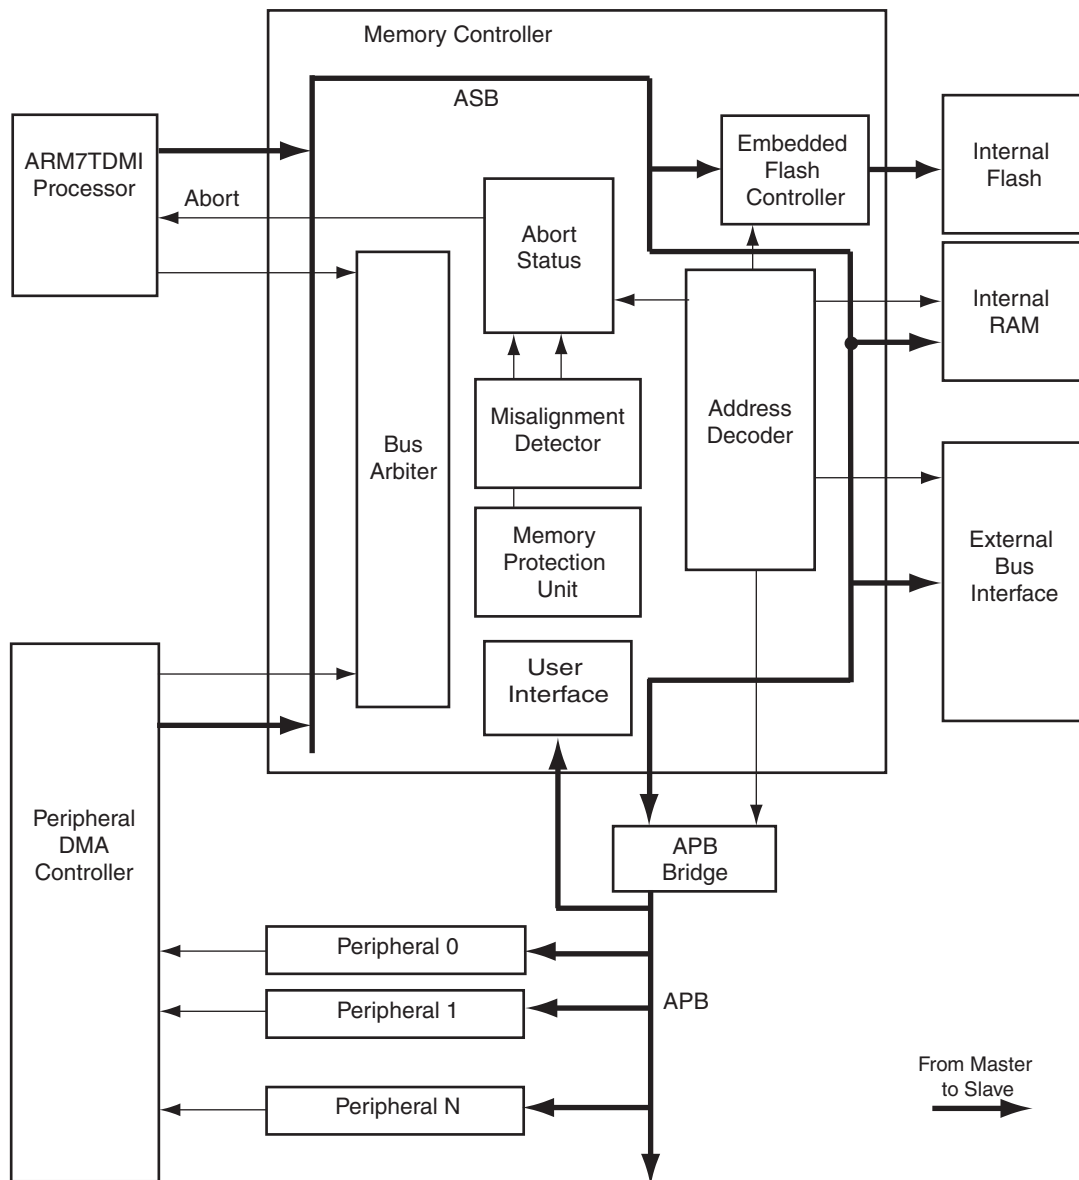 Memory Controller
ASB
ARM7TDMI
Processor
Abort
Embedded
Flash
Controller
Internal
Flash
Abort
Status
Internal
RAM
Misalignment
Detector
Address
Decoder
Bus
Arbiter
Memory
Protection
Unit
External
Bus
Interface
User
Interface
Peripheral
DMA
Controller
APB
Bridge
Peripheral 0
Peripheral 1
APB
Peripheral N
From Master
to Slave